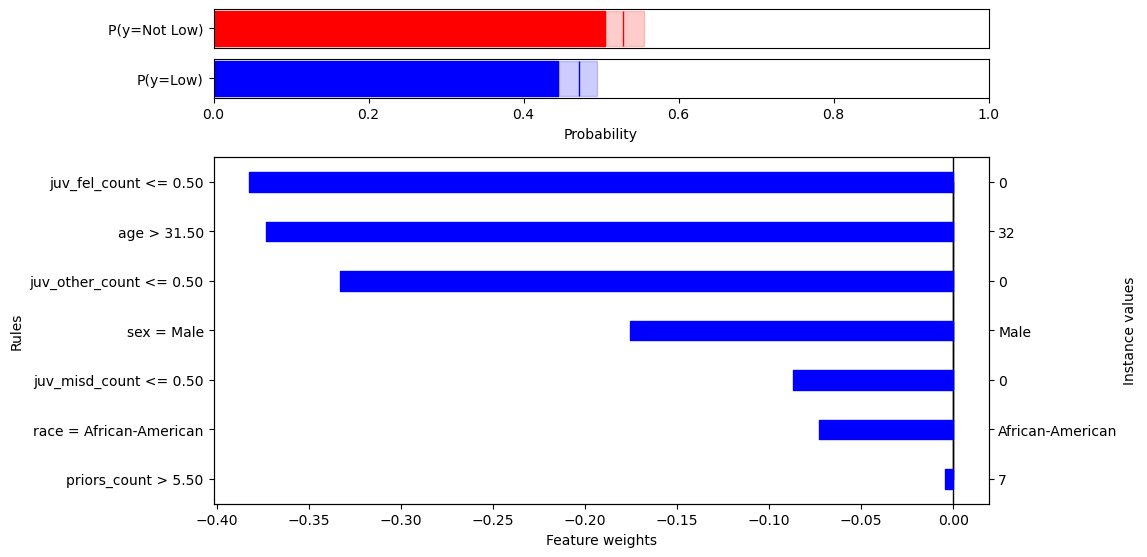 P(y=Not Low)
P(y=Low)
0.0 0.2 0.4 0.6 0.8 1.0
Probability
Rules
juv_fel_count <= 0.50 0
age > 31.50 32
juv_other_count <= 0.50 0
sex = Male Male
juv_misd_count <= 0.50 0
race = African-American African-American
priors_count > 5.50 7
Instance values
−0.40 −0.35 −0.30 −0.25 −0.20 −0.15 −0.10 −0.05 0.00
Feature weights